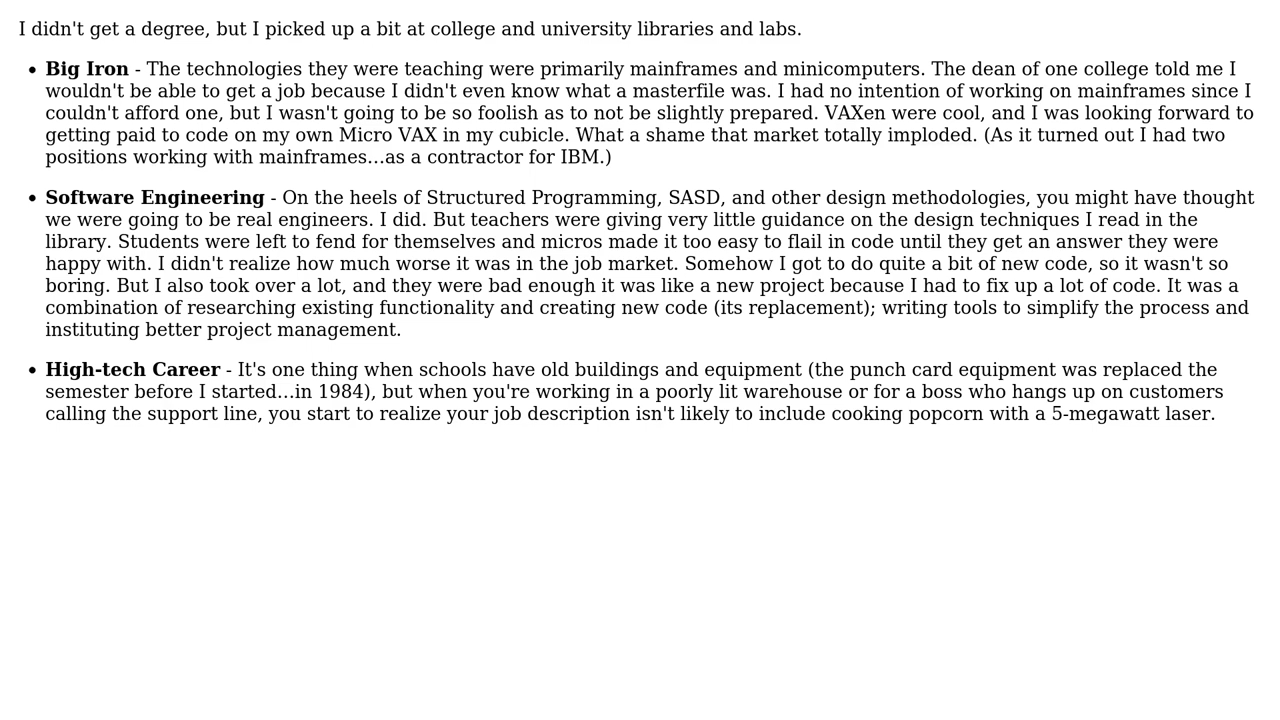 I didn't get a degree, but I picked up a bit at college and university libraries and labs.
• Big Iron - The technologies they were teaching were primarily mainframes and minicomputers. The dean of one college told me I
wouldn't be able to get a job because I didn't even know what a masterfile was. I had no intention of working on mainframes since I
couldn't afford one, but I wasn't going to be so foolish as to not be slightly prepared. VAXen were cool, and I was looking forward to
getting paid to code on my own Micro VAX in my cubicle. What a shame that market totally imploded. (As it turned out I had two
positions working with mainframes...as a contractor for IBM.)
• Software Engineering - On the heels of Structured Programming, SASD, and other design methodologies, you might have thought
we were going to be real engineers. I did. But teachers were giving very little guidance on the design techniques I read in the
library. Students were left to fend for themselves and micros made it too easy to flail in code until they get an answer they were
happy with. I didn't realize how much worse it was in the job market. Somehow I got to do quite a bit of new code, so it wasn't so
boring. But I also took over a lot, and they were bad enough it was like a new project because I had to fix up a lot of code. It was a
combination of researching existing functionality and creating new code (its replacement); writing tools to simplify the process and
instituting better project management.
• High-tech Career - It's one thing when schools have old buildings and equipment (the punch card equipment was replaced the
semester before I started...in 1984), but when you're working in a poorly lit warehouse or for a boss who hangs up on customers
calling the support line, you start to realize your job description isn't likely to include cooking popcorn with a 5-megawatt laser.